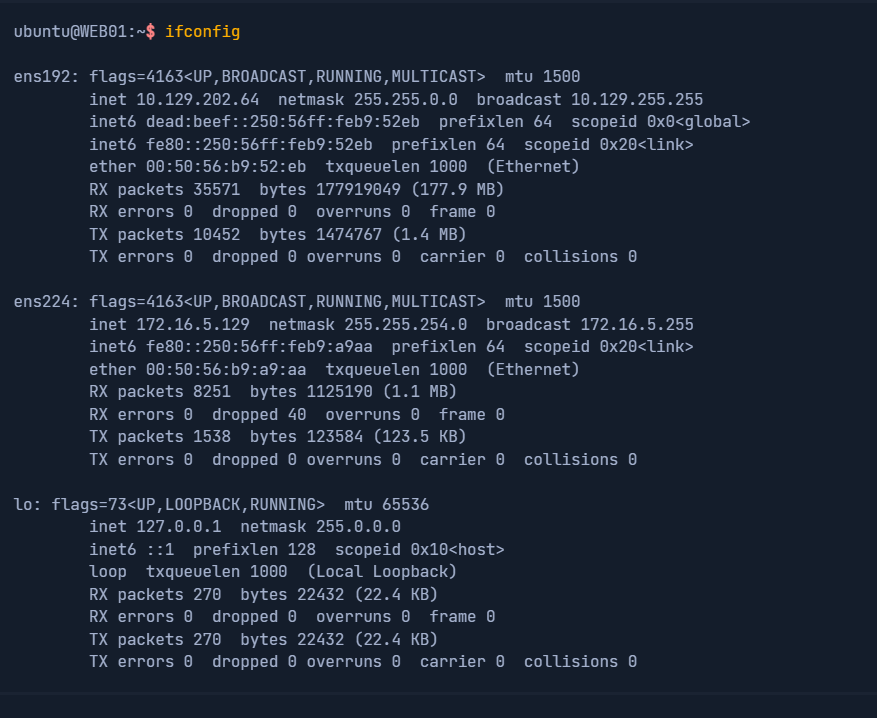 ubuntu@WEB01:~$ ifconfig
ens192: flags=4163<UP,BROADCAST,RUNNING,MULTICAST>  mtu 1500
        inet 10.129.202.64  netmask 255.255.0.0  broadcast 10.129.255.255
        inet6 dead:beef::250:56ff:feb9:52eb  prefixlen 64  scopeid 0x0<global>
        inet6 fe80::250:56ff:feb9:52eb  prefixlen 64  scopeid 0x20<link>
        ether 00:50:56:b9:52:eb  txqueuelen 1000  (Ethernet)
        RX packets 35571  bytes 177919049 (177.9 MB)
        RX errors 0  dropped 0  overruns 0  frame 0
        TX packets 10452  bytes 1474767 (1.4 MB)
        TX errors 0  dropped 0 overruns 0  carrier 0  collisions 0
ens224: flags=4163<UP,BROADCAST,RUNNING,MULTICAST>  mtu 1500
        inet 172.16.5.129  netmask 255.255.254.0  broadcast 172.16.5.255
        inet6 fe80::250:56ff:feb9:a9aa  prefixlen 64  scopeid 0x20<link>
        ether 00:50:56:b9:a9:aa  txqueuelen 1000  (Ethernet)
        RX packets 8251  bytes 1125190 (1.1 MB)
        RX errors 0  dropped 40  overruns 0  frame 0
        TX packets 1538  bytes 123584 (123.5 KB)
        TX errors 0  dropped 0 overruns 0  carrier 0  collisions 0
lo: flags=73<UP,LOOPBACK,RUNNING>  mtu 65536
        inet 127.0.0.1  netmask 255.0.0.0
        inet6 ::1  prefixlen 128  scopeid 0x10<host>
        loop  txqueuelen 1000  (Local Loopback)
        RX packets 270  bytes 22432 (22.4 KB)
        RX errors 0  dropped 0  overruns 0  frame 0
        TX packets 270  bytes 22432 (22.4 KB)
        TX errors 0  dropped 0 overruns 0  carrier 0  collisions 0